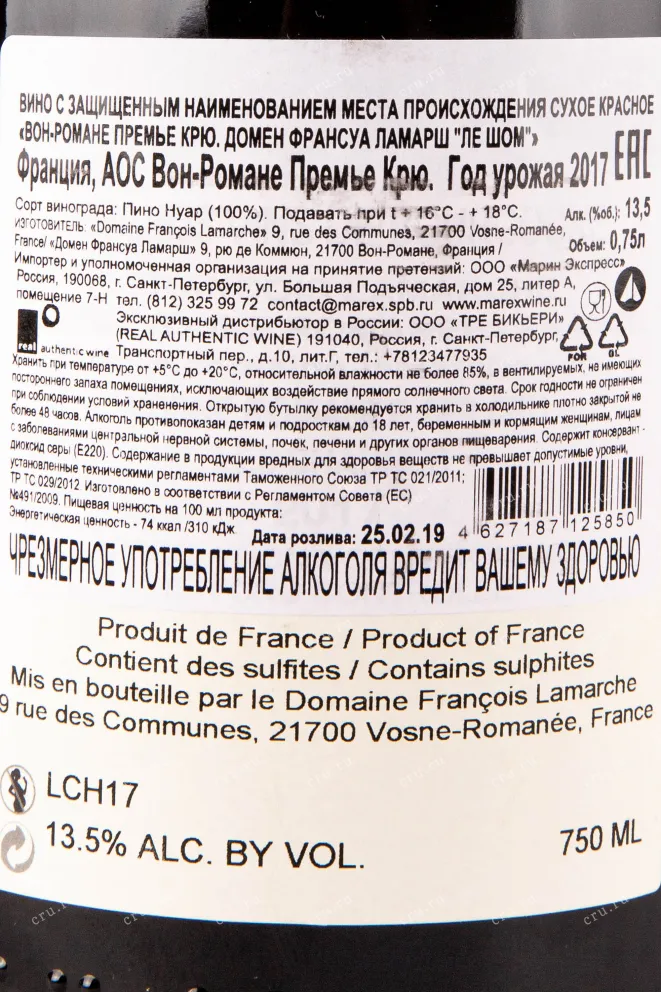 ВИНО С ЗАЩИЩЕННЫМ НАИМЕНОВАНИЕМ МЕСТА ПРОИСХОЖДЕНИЯ СУХОЕ КРАСНОЕ
«ВОН-РОМАНЕ ПРЕМЬЕ КРЮ. ДОМЕН ФРАНСУА ЛАМАРШ "ЛЕ ШОМ"»
Франция, АОС Вон-Романе Премье Крю. Год урожая 2017 EAC
Сорт винограда: Пино Нуар (100%). Подавать при t + 16°C - + 18°C.
Алк. (%об.): 13,5
ИЗГОТОВИТЕЛЬ: «Domaine François Lamarche» 9, rue des Communes, 21700 Vosne-Romanée,
France/ «Домен Франсуа Ламарш» 9, рю де Коммюн, 21700 Вон-Романе, Франция /
Объем: 0,75л
Импортер и уполномоченная организация на принятие претензий: ООО «Марин Экспресс»
Россия, 190068, г. Санкт-Петербург, ул. Большая Подъяческая, дом 25, литер А,
помещение 7-Н тел. (812) 325 99 72 contact@marex.spb.ru www.marexwine.ru
Эксклюзивный дистрибьютор в России: ООО «ТРЕ БИКЬЕРИ»
(REAL AUTHENTIC WINE) 191040, Россия, г. Санкт-Петербург,
Транспортный пер., д.10, лит.Г, тел.: +78123477935
real authentic wine
FOR GL
Хранить при температуре от +5°C до +20°C, относительной влажности не более 85%, в вентилируемых, не имеющих
постороннего запаха помещениях, исключающих воздействие прямого солнечного света. Срок годности не ограничен
при соблюдении условий хранения. Открытую бутылку рекомендуется хранить в холодильнике плотно закрытой не
более 48 часов. Алкоголь противопоказан детям и подросткам до 18 лет, беременным и кормящим женщинам, лицам
с заболеваниями центральной нервной системы, почек, печени и других органов пищеварения. Содержит консервант -
диоксид серы (Е220). Содержание в продукции вредных для здоровья веществ не превышает допустимые уровни,
установленные техническими регламентами Таможенного Союза ТР ТС 021/2011;
ТР ТС 029/2012. Изготовлено в соответствии с Регламентом Совета (ЕС)
№491/2009. Пищевая ценность на 100 мл продукта:
Энергетическая ценность - 74 ккал /310 кДж
Дата розлива: 25.02.19
4 627187 125850
ЧРЕЗМЕРНОЕ УПОТРЕБЛЕНИЕ АЛКОГОЛЯ ВРЕДИТ ВАШЕМУ ЗДОРОВЬЮ
Produit de France / Product of France
Contient des sulfites / Contains sulphites
Mis en bouteille par le Domaine François Lamarche
9 rue des Communes, 21700 Vosne-Romanée, France
LCH17
13.5% ALC. BY VOL.
750 ML
cru.ru